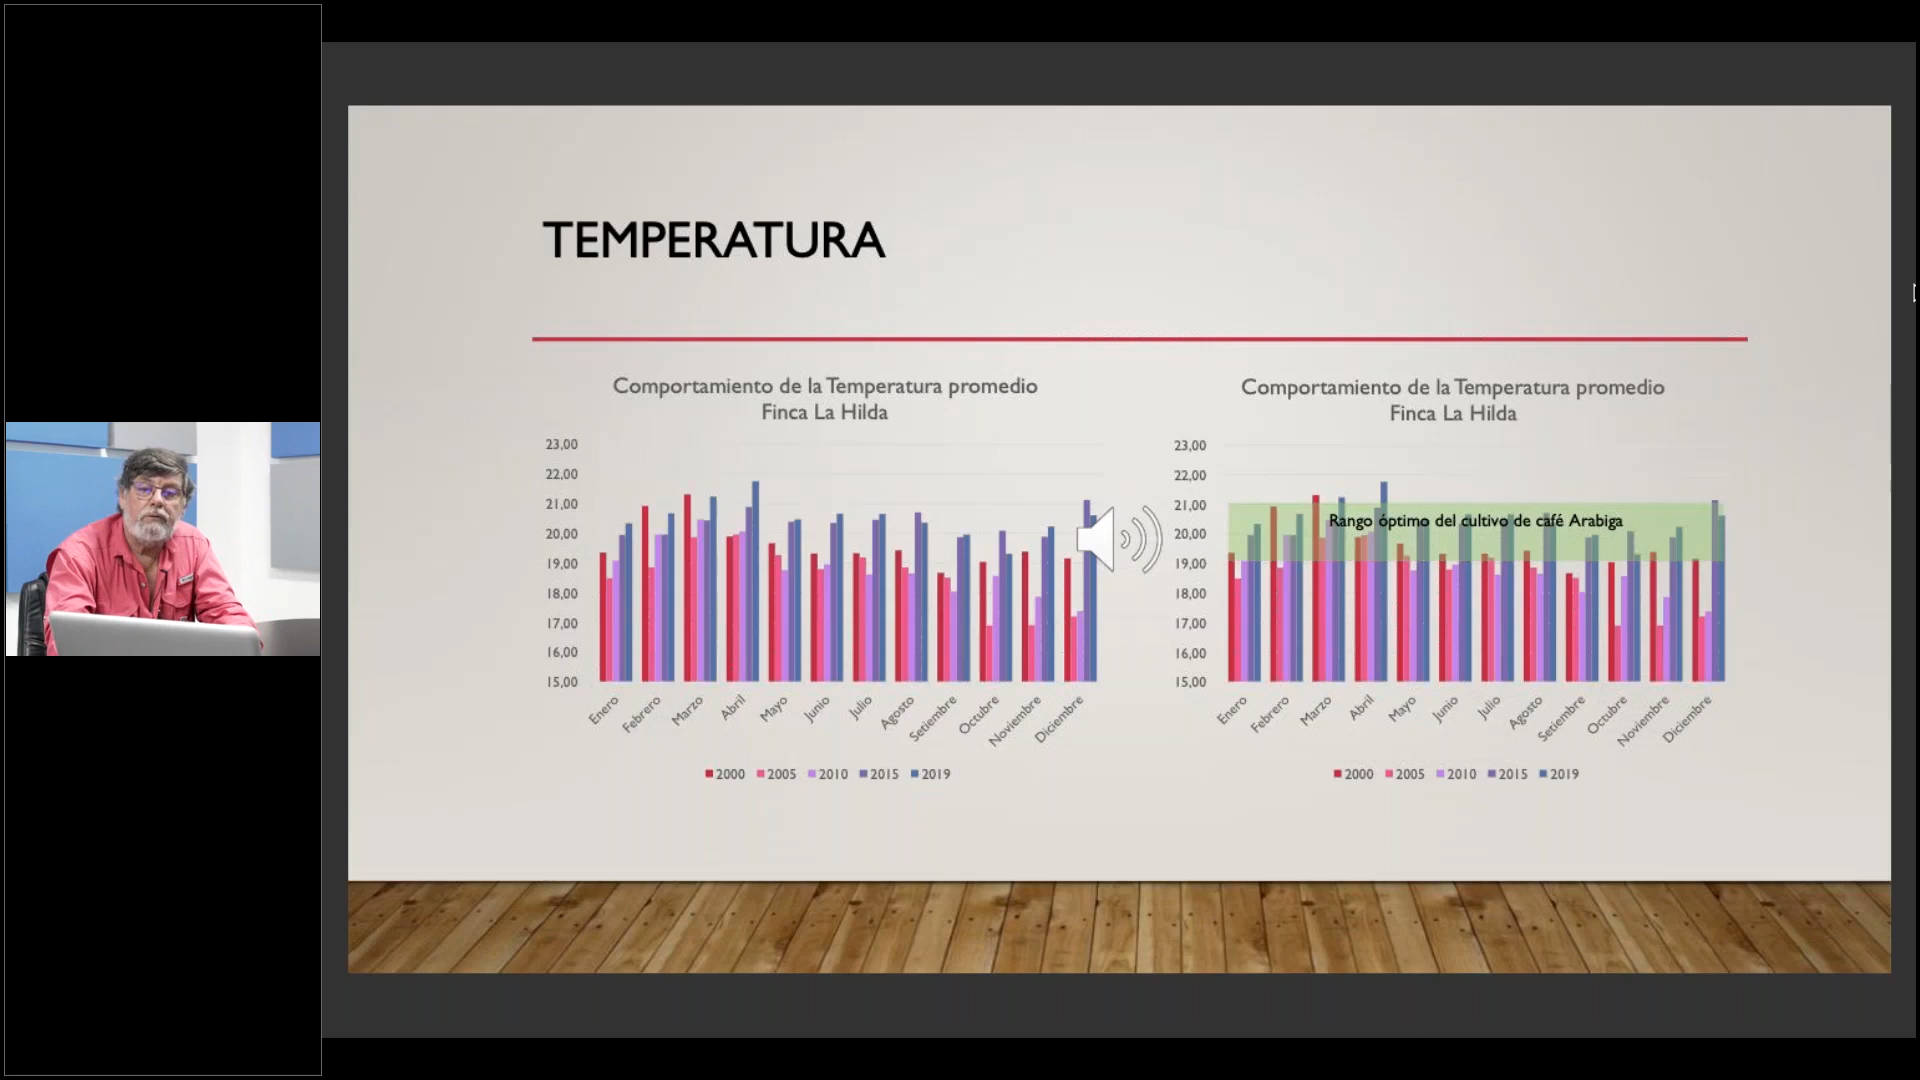 TEMPERATURA
Comportamiento de la Temperatura promedio
Finca La Hilda
23,00
22,00
21,00
20,00
19,00
18,00
17,00
16,00
15,00
Enero
Febrero
Marzo
Abril
Mayo
Junio
Julio
Agosto
Setiembre
Octubre
Noviembre
Diciembre
2000 2005 2010 2015 2019
Comportamiento de la Temperatura promedio
Finca La Hilda
23,00
22,00
21,00
Rango óptimo del cultivo de café Arabiga
20,00
19,00
18,00
17,00
16,00
15,00
Enero
Febrero
Marzo
Abril
Mayo
Junio
Julio
Agosto
Setiembre
Octubre
Noviembre
Diciembre
2000 2005 2010 2015 2019